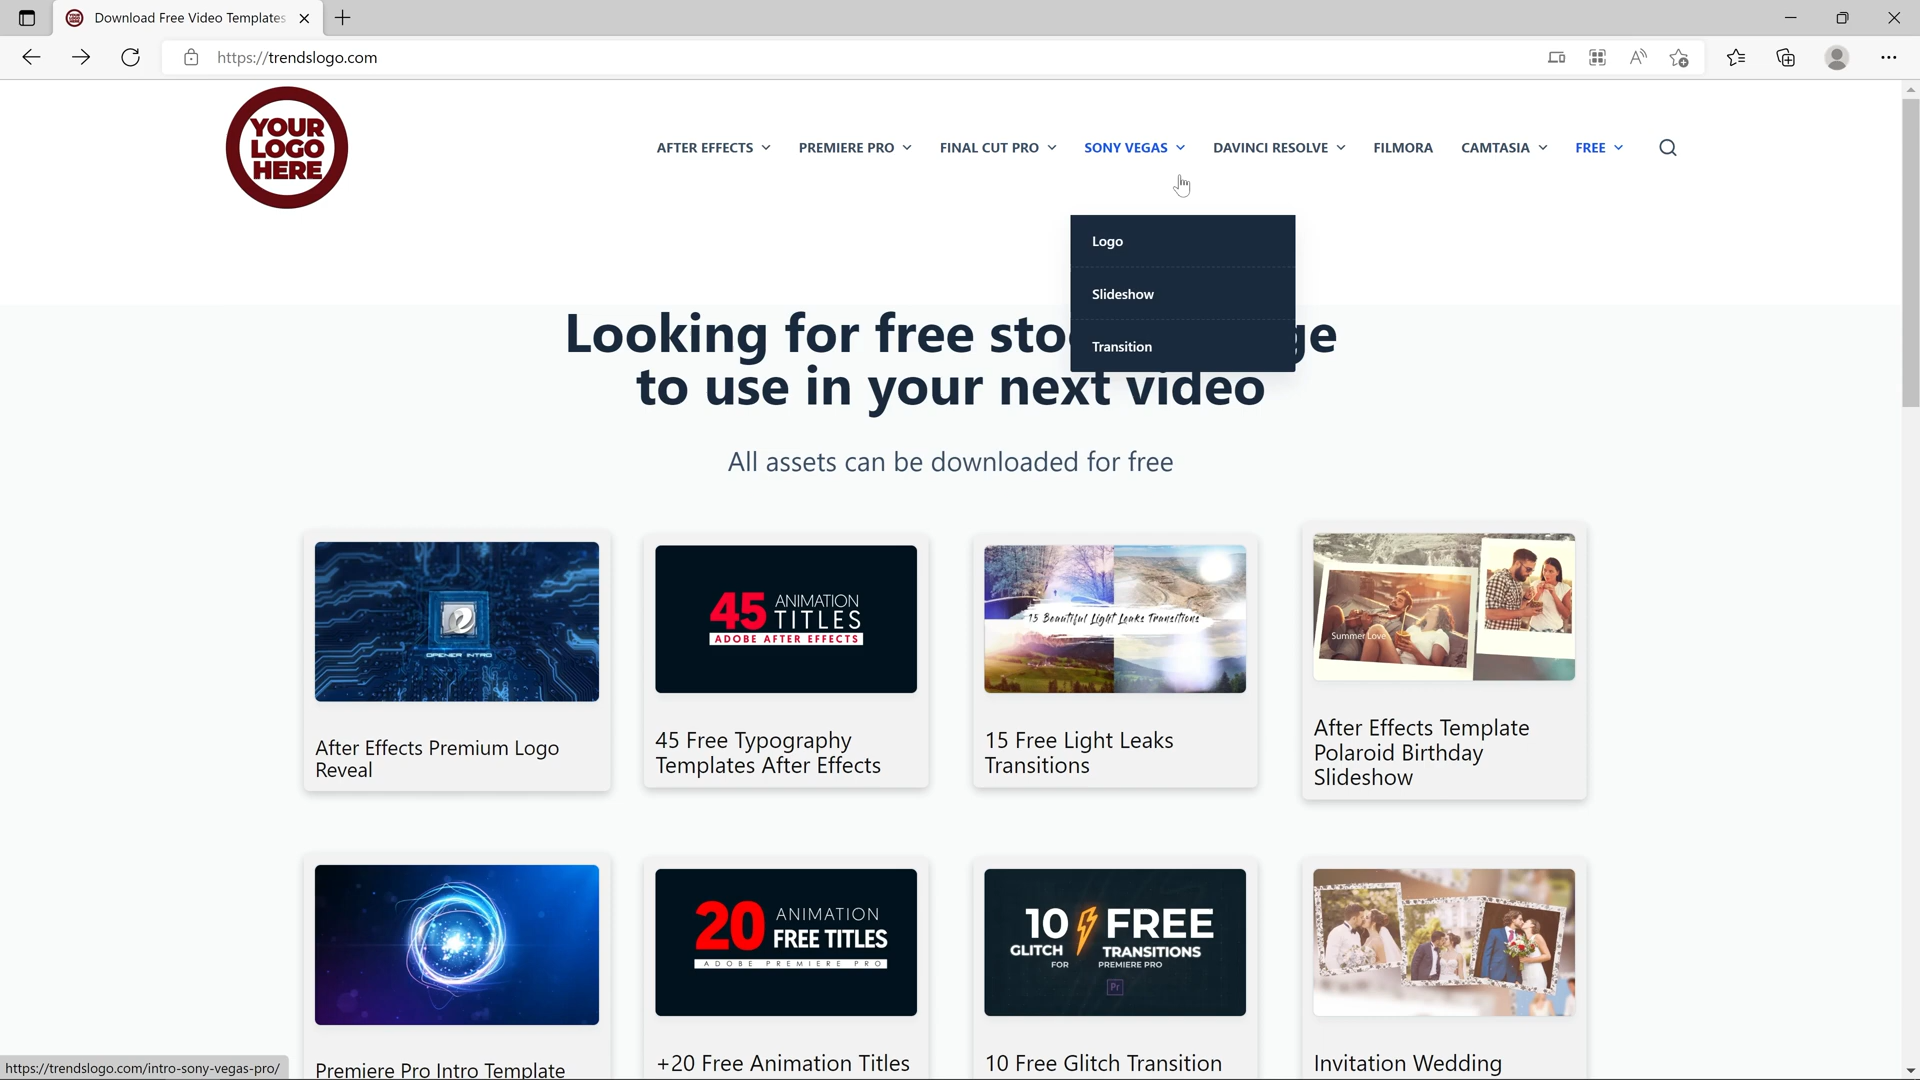 Download Free Video Templates
https://trendslogo.com
YOUR
LOGO
HERE
AFTER EFFECTS
PREMIERE PRO
FINAL CUT PRO
SONY VEGAS
DAVINCI RESOLVE
FILMORA
CAMTASIA
FREE
Logo
Slideshow
Transition
Looking for free sto ge
to use in your next video
All assets can be downloaded for free
OPENER INTRO
45 ANIMATION
TITLES
ADOBE AFTER EFFECTS
15 Beautiful Light Leaks Transitions
Summer Love
After Effects Premium Logo
Reveal
45 Free Typography
Templates After Effects
15 Free Light Leaks
Transitions
After Effects Template
Polaroid Birthday
Slideshow
20 ANIMATION
FREE TITLES
ADOBE PREMIERE PRO
10 FREE
GLITCH TRANSITIONS
FOR PREMIERE PRO
Pr
Premiere Pro Intro Template
+20 Free Animation Titles
10 Free Glitch Transition
Invitation Wedding
https://trendslogo.com/intro-sony-vegas-pro/